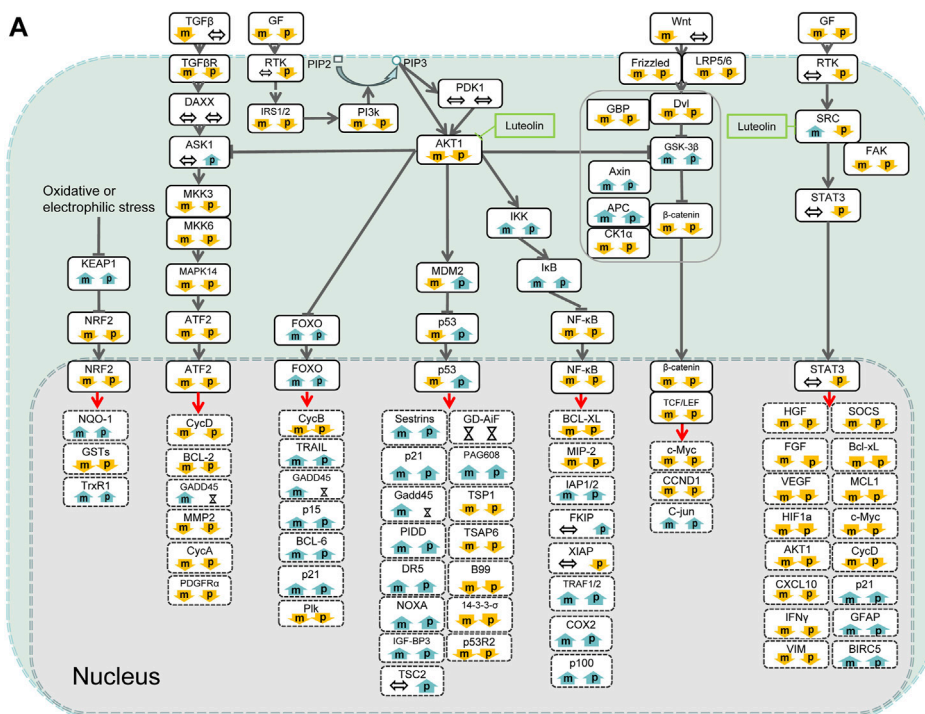 A
TGFβ
m
GF
m p
Wnt
m
GF
m p
TGFβR
m p
RTK
p
PIP2
PIP3
Frizzled
m p
LRP5/6
m p
RTK
p
DAXX
IRS1/2
m p
PI3k
m p
PDK1
GBP
m p
Dvl
m p
SRC
m p
Luteolin
Luteolin
ASK1
p
AKT1
m p
GSK-3β
m p
FAK
m p
Oxidative or
electrophilic stress
MKK3
m p
Axin
m p
STAT3
p
MKK6
m p
IKK
m p
APC
m p
β-catenin
m p
CK1α
m p
KEAP1
m p
MAPK14
m p
MDM2
m p
IκB
m p
NRF2
m p
ATF2
m p
FOXO
m p
p53
m p
NF-κB
m p
NRF2
m p
ATF2
m p
FOXO
m p
p53
m p
NF-κB
m p
β-catenin
m p
STAT3
p
TCF/LEF
m p
NQO-1
m p
GSTs
m p
TrxR1
m p
CycD
m p
BCL-2
m p
GADD45
m
MMP2
m p
CycA
m p
PDGFRα
m p
CycB
m p
TRAIL
m p
GADD45
m
p15
m p
BCL-6
m p
p21
m p
Plk
m p
Sestrins
m p
p21
m p
Gadd45
m
PIDD
m p
DR5
m p
NOXA
m p
IGF-BP3
m p
TSC2
p
GD-AiF
PAG608
m p
TSP1
m p
TSAP6
m p
B99
m p
14-3-3-σ
m p
p53R2
m p
BCL-XL
m p
MIP-2
m p
IAP1/2
m p
FKIP
p
XIAP
p
TRAF1/2
m p
COX2
m p
p100
m p
c-Myc
m p
CCND1
m p
C-jun
m p
HGF
m p
FGF
m p
VEGF
m p
HIF1a
m p
AKT1
m p
CXCL10
m p
IFNγ
m p
VIM
m p
SOCS
m p
Bcl-xL
m p
MCL1
m p
c-Myc
m p
CycD
m p
p21
m p
GFAP
m p
BIRC5
m p
Nucleus